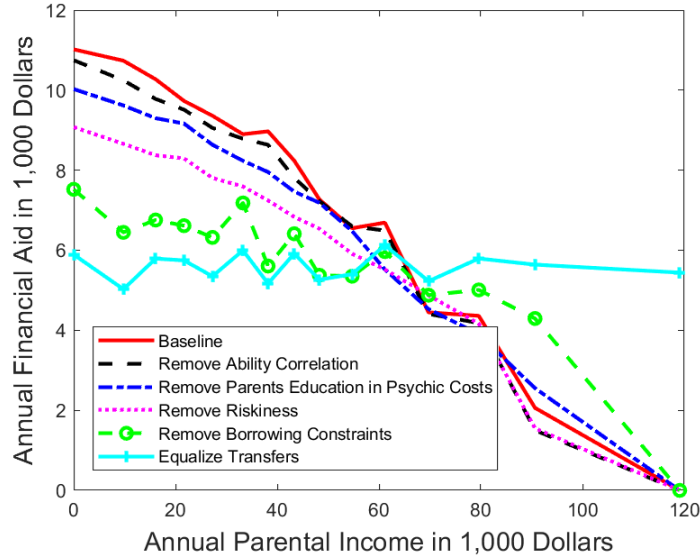 12
10
8
6
4
2
0
Annual Financial Aid in 1,000 Dollars
Baseline
Remove Ability Correlation
Remove Parents Education in Psychic Costs
Remove Riskiness
Remove Borrowing Constraints
Equalize Transfers
0 20 40 60 80 100 120
Annual Parental Income in 1,000 Dollars